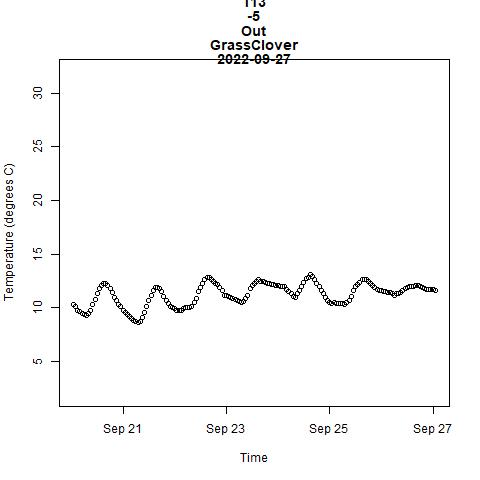 T13
-5
Out
GrassClover
2022-09-27
Temperature (degrees C)
30
25
20
15
10
5
Sep 21
Sep 23
Sep 25
Sep 27
Time